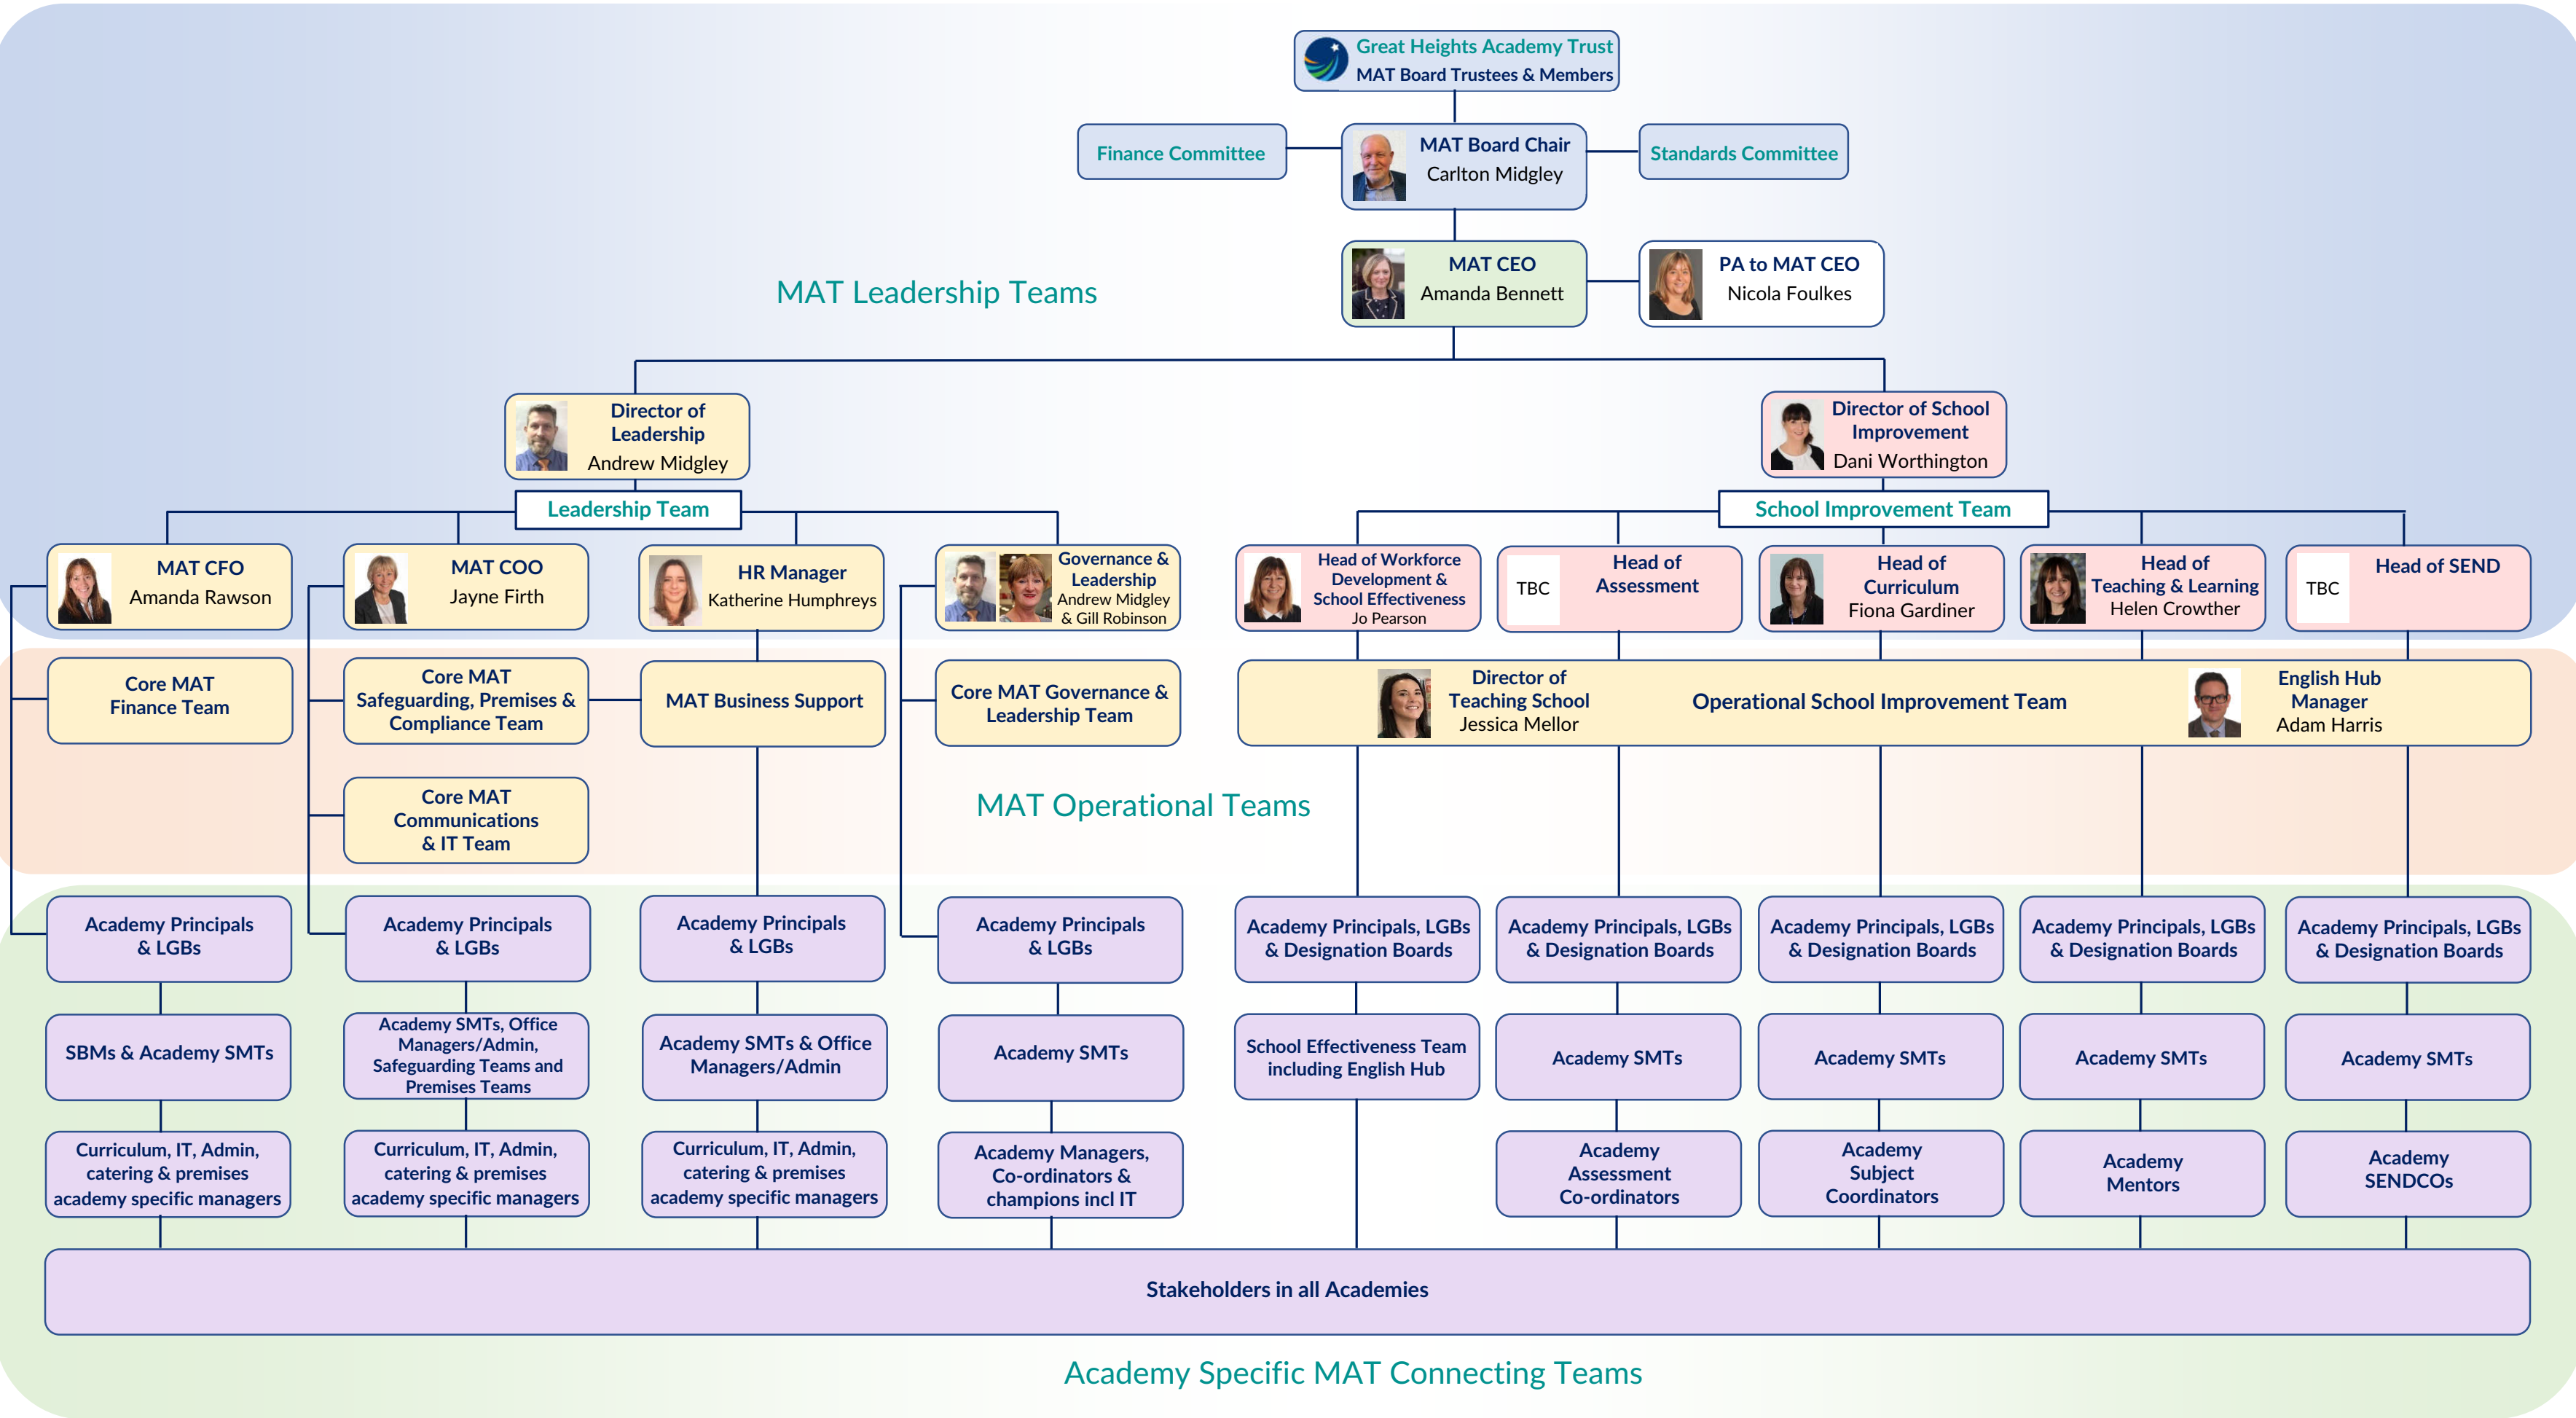 Great Heights Academy Trust
MAT Board Trustees & Members
Finance Committee
MAT Board Chair
Carlton Midgley
Standards Committee
MAT CEO
Amanda Bennett
PA to MAT CEO
Nicola Foulkes
MAT Leadership Teams
Director of
Leadership
Andrew Midgley
Director of School
Improvement
Dani Worthington
Leadership Team
School Improvement Team
MAT CFO
Amanda Rawson
MAT COO
Jayne Firth
HR Manager
Katherine Humphreys
Governance &
Leadership
Andrew Midgley
& Gill Robinson
Head of Workforce
Development &
School Effectiveness
Jo Pearson
TBC
Head of
Assessment
Head of
Curriculum
Fiona Gardiner
Head of
Teaching & Learning
Helen Crowther
TBC
Head of SEND
Core MAT
Finance Team
Core MAT
Safeguarding, Premises &
Compliance Team
MAT Business Support
Core MAT Governance &
Leadership Team
Director of
Teaching School
Jessica Mellor
Operational School Improvement Team
English Hub
Manager
Adam Harris
Core MAT
Communications
& IT Team
MAT Operational Teams
Academy Principals
& LGBs
Academy Principals
& LGBs
Academy Principals
& LGBs
Academy Principals
& LGBs
Academy Principals, LGBs
& Designation Boards
Academy Principals, LGBs
& Designation Boards
Academy Principals, LGBs
& Designation Boards
Academy Principals, LGBs
& Designation Boards
Academy Principals, LGBs
& Designation Boards
SBMs & Academy SMTs
Academy SMTs, Office
Managers/Admin,
Safeguarding Teams and
Premises Teams
Academy SMTs & Office
Managers/Admin
Academy SMTs
School Effectiveness Team
including English Hub
Academy SMTs
Academy SMTs
Academy SMTs
Academy SMTs
Curriculum, IT, Admin,
catering & premises
academy specific managers
Curriculum, IT, Admin,
catering & premises
academy specific managers
Curriculum, IT, Admin,
catering & premises
academy specific managers
Academy Managers,
Co-ordinators &
champions incl IT
Academy
Assessment
Co-ordinators
Academy
Subject
Coordinators
Academy
Mentors
Academy
SENDCOs
Stakeholders in all Academies
Academy Specific MAT Connecting Teams